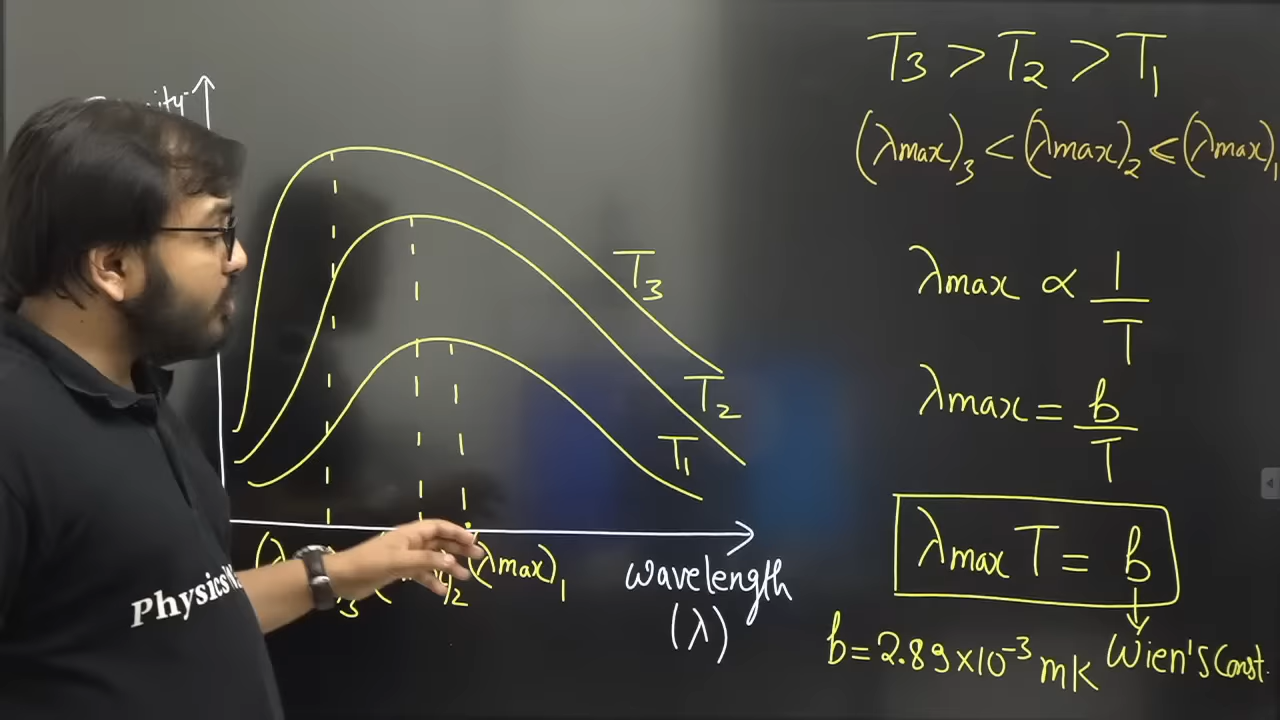 T₃ > T₂ > T₁
(λmax)₃ < (λmax)₂ < (λmax)₁
λmax ∝ 1/T
λmax = b/T
λmax T = b
b = 2.89 × 10⁻³ mK Wien's Const.
T₃
T₂
T₁
(λmax)₁
wavelength
(λ)